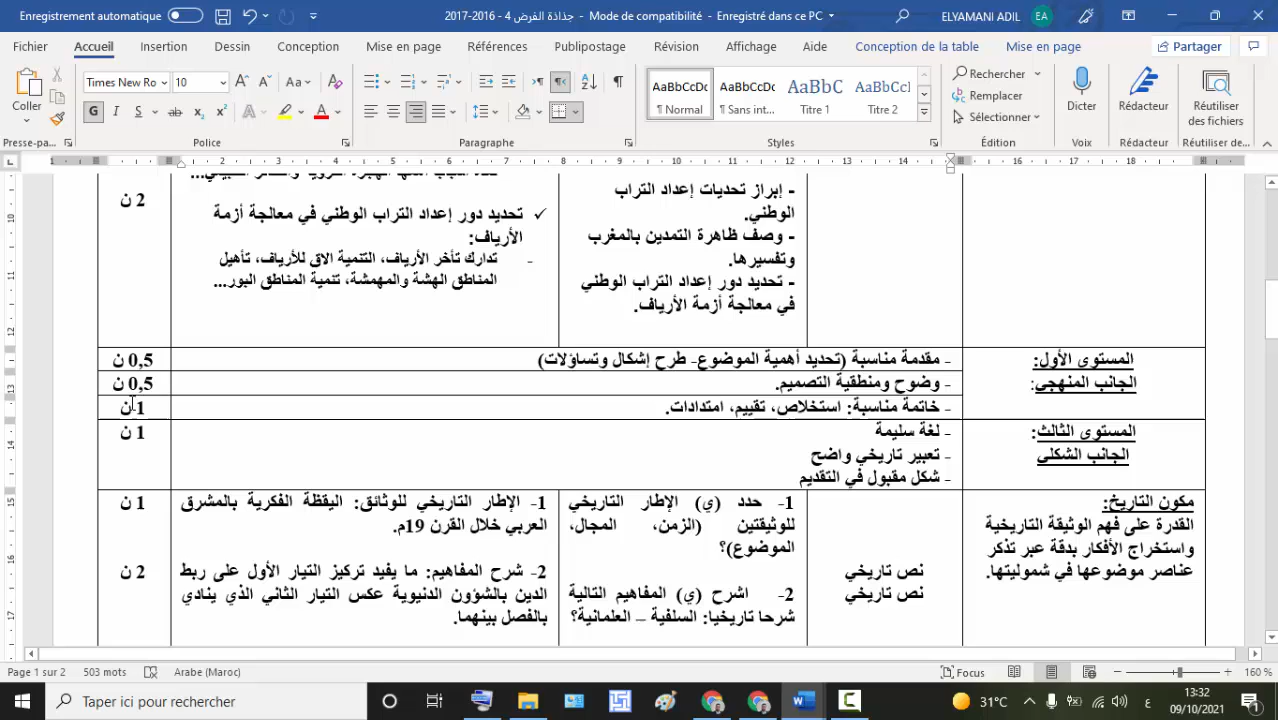 Enregistrement automatique
جذاذة الفرض 4 - 2016-2017 - Mode de compatibilité - Enregistré dans ce PC
ELYAMANI ADIL
EA
Fichier Accueil Insertion Dessin Conception Mise en page Références Publipostage Révision Affichage Aide Conception de la table Mise en page Partager
Coller
Times New Ro 10
Presse-pa...
Police
Paragraphe
AaBbCcDc AaBbCcDc AaBbC AaBbCcl
¶ Normal ¶ Sans int... Titre 1 Titre 2
Styles
Rechercher
Remplacer
Sélectionner
Édition
Dicter
Voix
Rédacteur
Rédacteur
Réutiliser des fichiers
Réutiliser de...
- إبراز تحديات إعداد التراب
الوطني.
- وصف ظاهرة التمدين بالمغرب
وتفسيرها.
- تحديد دور إعداد التراب الوطني
في معالجة أزمة الأرياف.
✓ تحديد دور إعداد التراب الوطني في معالجة أزمة
الأرياف:
- تدارك تأخر الأرياف، التنمية الاق للأرياف، تأهيل
المناطق الهشة والمهمشة، تنمية المناطق البور...
2 ن
المستوى الأول:
الجانب المنهجي:
- مقدمة مناسبة (تحديد أهمية الموضوع- طرح إشكال وتساؤلات)
0,5 ن
- وضوح ومنطقية التصميم.
0,5 ن
- خاتمة مناسبة: استخلاص، تقييم، امتدادات.
1 ن
المستوى الثالث:
الجانب الشكلي
- لغة سليمة
- تعبير تاريخي واضح
- شكل مقبول في التقديم
1 ن
مكون التاريخ:
القدرة على فهم الوثيقة التاريخية
واستخراج الأفكار بدقة عبر تذكر
عناصر موضوعها في شموليتها.
نص تاريخي
نص تاريخي
1- حدد (ي) الإطار التاريخي
للوثيقتين (الزمن، المجال،
الموضوع)؟
2- اشرح (ي) المفاهيم التالية
شرحا تاريخيا: السلفية – العلمانية؟
1- الإطار التاريخي للوثائق: اليقظة الفكرية بالمشرق
العربي خلال القرن 19م.
2- شرح المفاهيم: ما يفيد تركيز التيار الأول على ربط
الدين بالشؤون الدنيوية عكس التيار الثاني الذي ينادي
بالفصل بينهما.
1 ن
2 ن
Page 1 sur 2 503 mots Arabe (Maroc) Focus 160 %
Taper ici pour rechercher
31°C
ع
13:32
09/10/2021